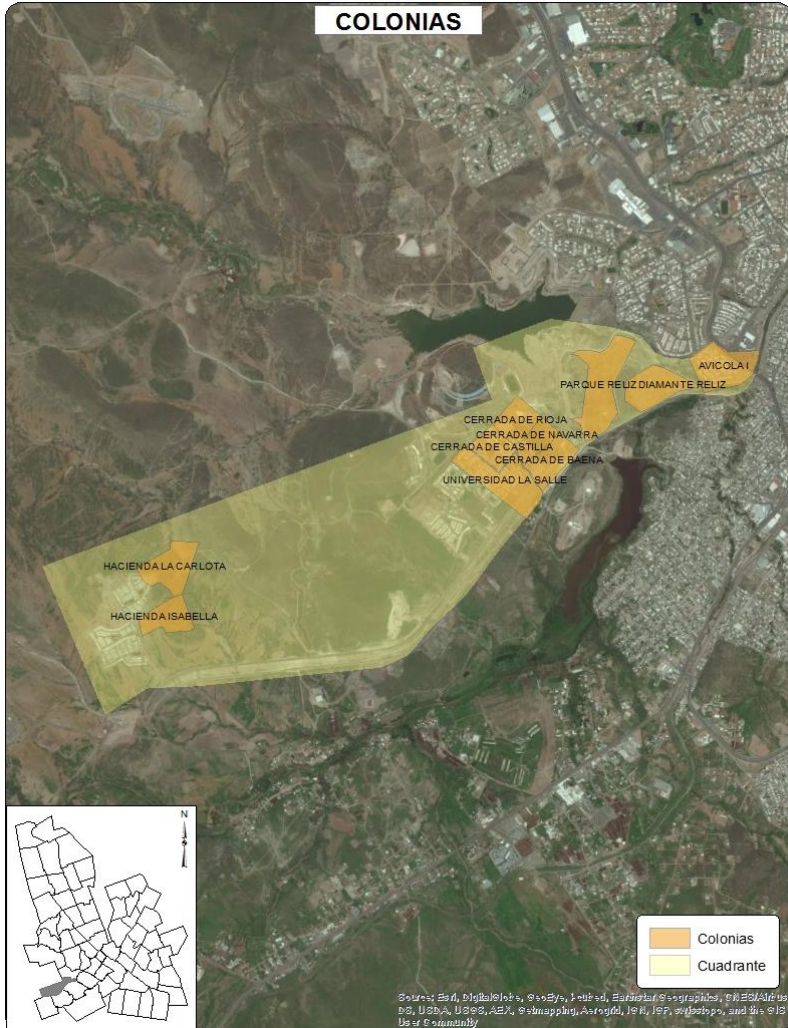 COLONIAS
AVICOLA I
PARQUE RELIZ
DIAMANTE RELIZ
CERRADA DE RIOJA
CERRADA DE NAVARRA
CERRADA DE CASTILLA
CERRADA DE BAENA
UNIVERSIDAD LA SALLE
HACIENDA LA CARLOTA
HACIENDA ISABELLA
N
Colonias
Cuadrante
Source: Esri, DigitalGlobe, GeoEye, i-cubed, Earthstar Geographics, CNES/Airbus
DS, USDA, USGS, AEX, Getmapping, Aerogrid, IGN, IGP, swisstopo, and the GIS
User Community